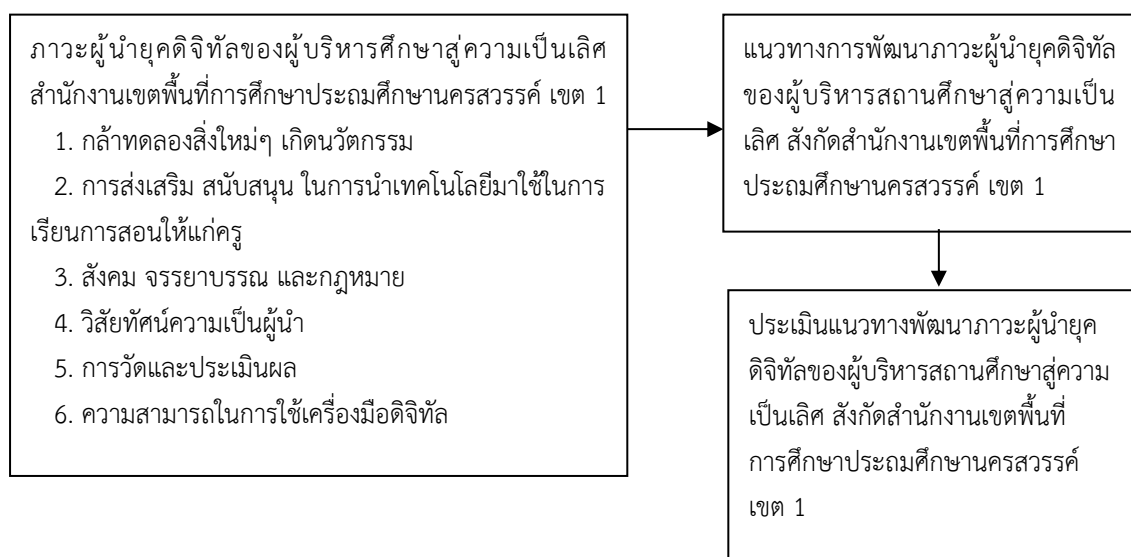 ภาวะผู้นำยุคดิจิทัลของผู้บริหารศึกษาสู่ความเป็นเลิศ
สำนักงานเขตพื้นที่การศึกษาประถมศึกษานครสวรรค์ เขต 1
1. กล้าทดลองสิ่งใหม่ๆ เกิดนวัตกรรม
2. การส่งเสริม สนับสนุน ในการนำเทคโนโลยีมาใช้ในการ
เรียนการสอนให้แก่ครู
3. สังคม จรรยาบรรณ และกฎหมาย
4. วิสัยทัศน์ความเป็นผู้นำ
5. การวัดและประเมินผล
6. ความสามารถในการใช้เครื่องมือดิจิทัล
แนวทางการพัฒนาภาวะผู้นำยุคดิจิทัล
ของผู้บริหารสถานศึกษาสู่ความเป็น
เลิศ สังกัดสำนักงานเขตพื้นที่การศึกษา
ประถมศึกษานครสวรรค์ เขต 1
ประเมินแนวทางพัฒนาภาวะผู้นำยุค
ดิจิทัลของผู้บริหารสถานศึกษาสู่ความ
เป็นเลิศ สังกัดสำนักงานเขตพื้นที่
การศึกษาประถมศึกษานครสวรรค์
เขต 1